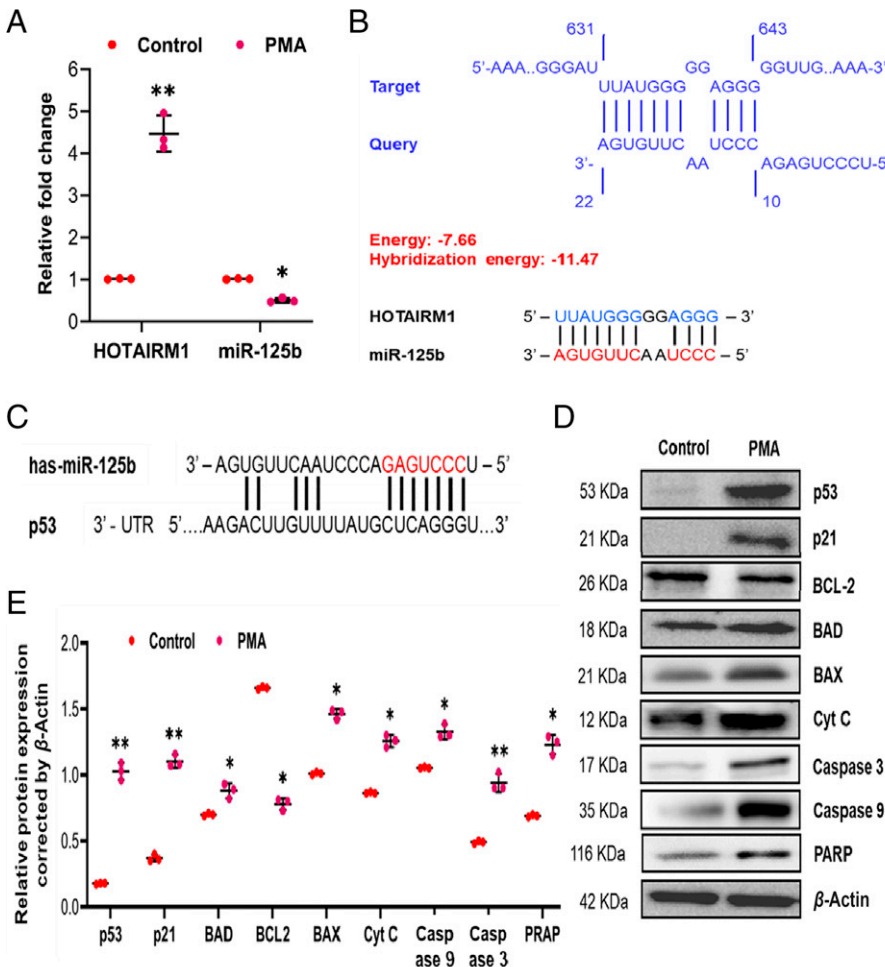 A
Control PMA
Relative fold change
6
5
4
3
2
1
0
**
*
HOTAIRM1 miR-125b
B
631 643
5'-AAA..GGGAU GG GGUUG..AAA-3'
Target UUAUGGG AGGG
Query AGUGUUC UCCC
3'- AA AGAGUCCCU-5
22 10
Energy: -7.66
Hybridization energy: -11.47
HOTAIRM1 5' – UUAUGGGGGAGGG – 3'
miR-125b 3' – AGUGUUCAAUCCC – 5'
C
has-miR-125b 3' – AGUGUUCAAUCCCAGAGUCCCU – 5'
p53 3' - UTR 5'....AAGACUUGUUUUAUGCUCAGGGU...3'
D
Control PMA
53 KDa p53
21 KDa p21
26 KDa BCL-2
18 KDa BAD
21 KDa BAX
12 KDa Cyt C
17 KDa Caspase 3
35 KDa Caspase 9
116 KDa PARP
42 KDa β-Actin
E
Control PMA
Relative protein expression
corrected by β-Actin
2.0
1.5
1.0
0.5
0.0
**
**
*
*
*
*
*
**
*
p53 p21 BAD BCL2 BAX Cyt C Casp Casp PRAP
ase 9 ase 3